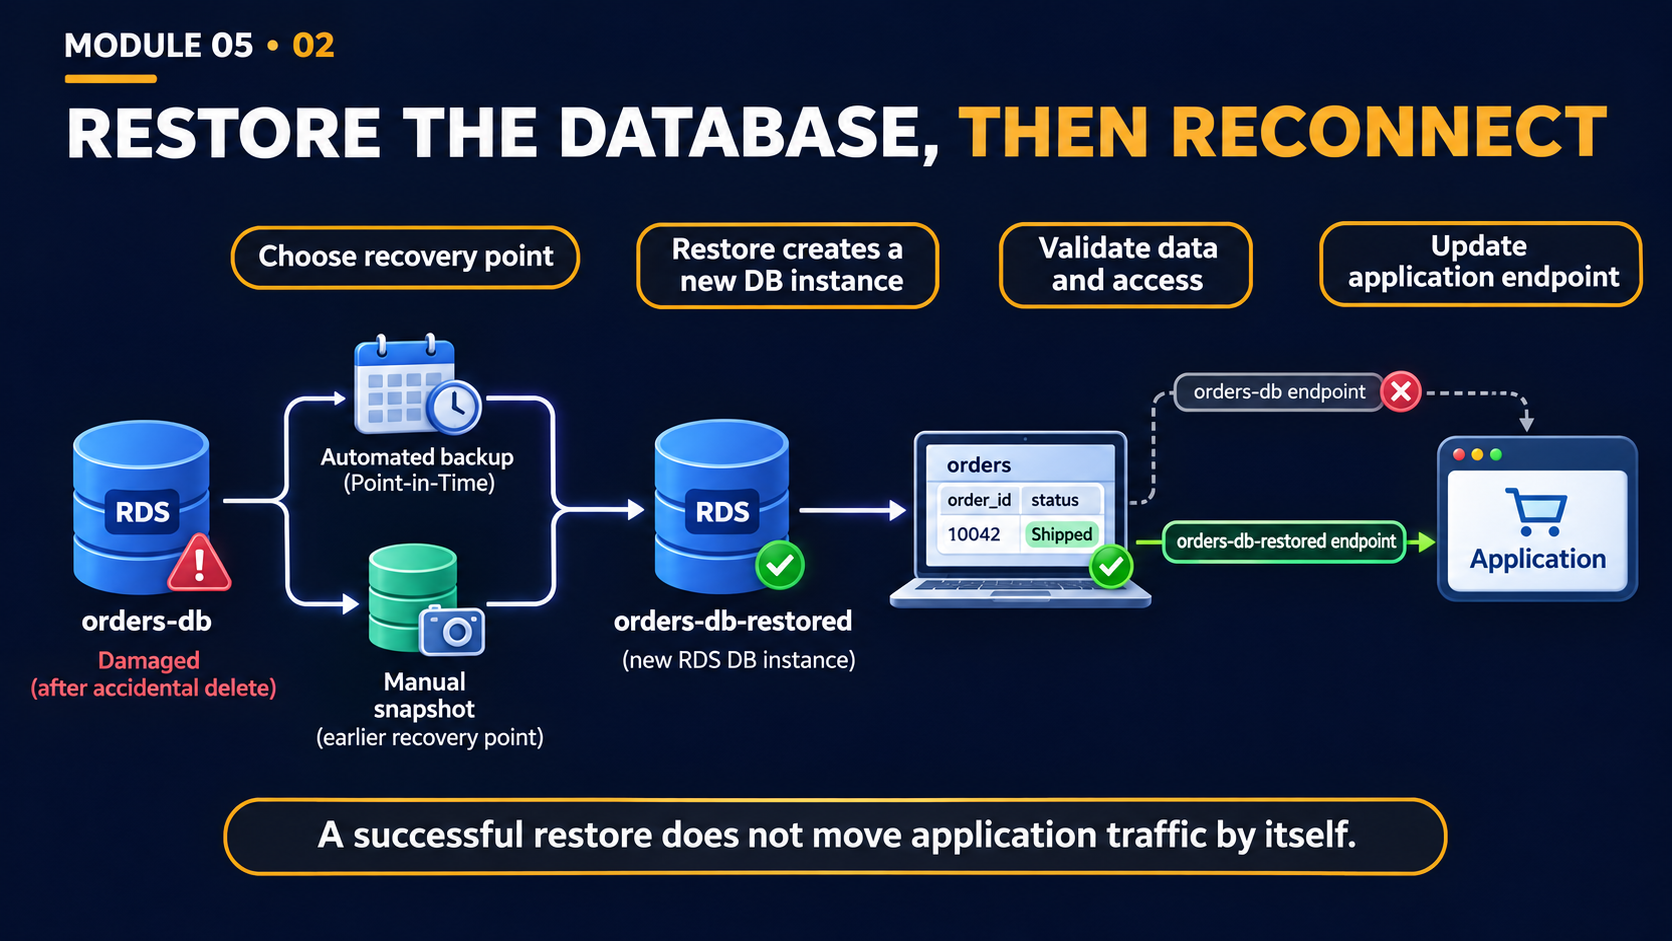 MODULE 05 • 02
RESTORE THE DATABASE, THEN RECONNECT
Choose recovery point
Restore creates a
new DB instance
Validate data
and access
Update
application endpoint
RDS
orders-db
Damaged
(after accidental delete)
Automated backup
(Point-in-Time)
Manual
snapshot
(earlier recovery point)
RDS
orders-db-restored
(new RDS DB instance)
orders
order_id status
10042 Shipped
orders-db endpoint
orders-db-restored endpoint
Application
A successful restore does not move application traffic by itself.